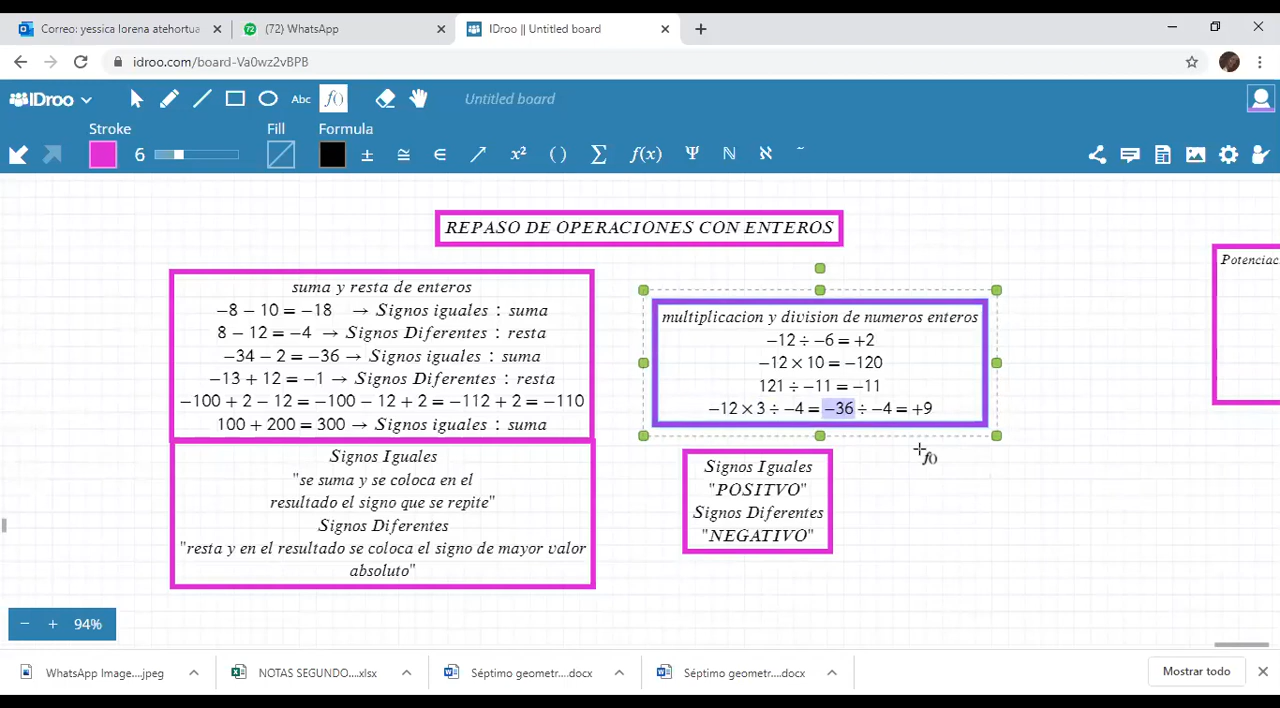 Correo: yessica lorena atehortua
(72) WhatsApp
IDroo || Untitled board
idroo.com/board-Va0wz2vBPB
IDroo
Abc
f()
Untitled board
Stroke
Fill
Formula
6
± ≅ ∈ ↗ x² ( ) ∑ f(x) Ψ ℕ ℵ
REPASO DE OPERACIONES CON ENTEROS
suma y resta de enteros
−8 − 10 = −18 → Signos iguales : suma
8 − 12 = −4 → Signos Diferentes : resta
−34 − 2 = −36 → Signos iguales : suma
−13 + 12 = −1 → Signos Diferentes : resta
−100 + 2 − 12 = −100 − 12 + 2 = −112 + 2 = −110
100 + 200 = 300 → Signos iguales : suma
Signos Iguales
"se suma y se coloca en el
resultado el signo que se repite"
Signos Diferentes
"resta y en el resultado se coloca el signo de mayor valor
absoluto"
multiplicacion y division de numeros enteros
−12 ÷ −6 = +2
−12 × 10 = −120
121 ÷ −11 = −11
−12 × 3 ÷ −4 = −36 ÷ −4 = +9
f()
Signos Iguales
"POSITVO"
Signos Diferentes
"NEGATIVO"
Potenciac
94%
WhatsApp Image....jpeg
NOTAS SEGUNDO....xlsx
Séptimo geometr....docx
Séptimo geometr....docx
Mostrar todo